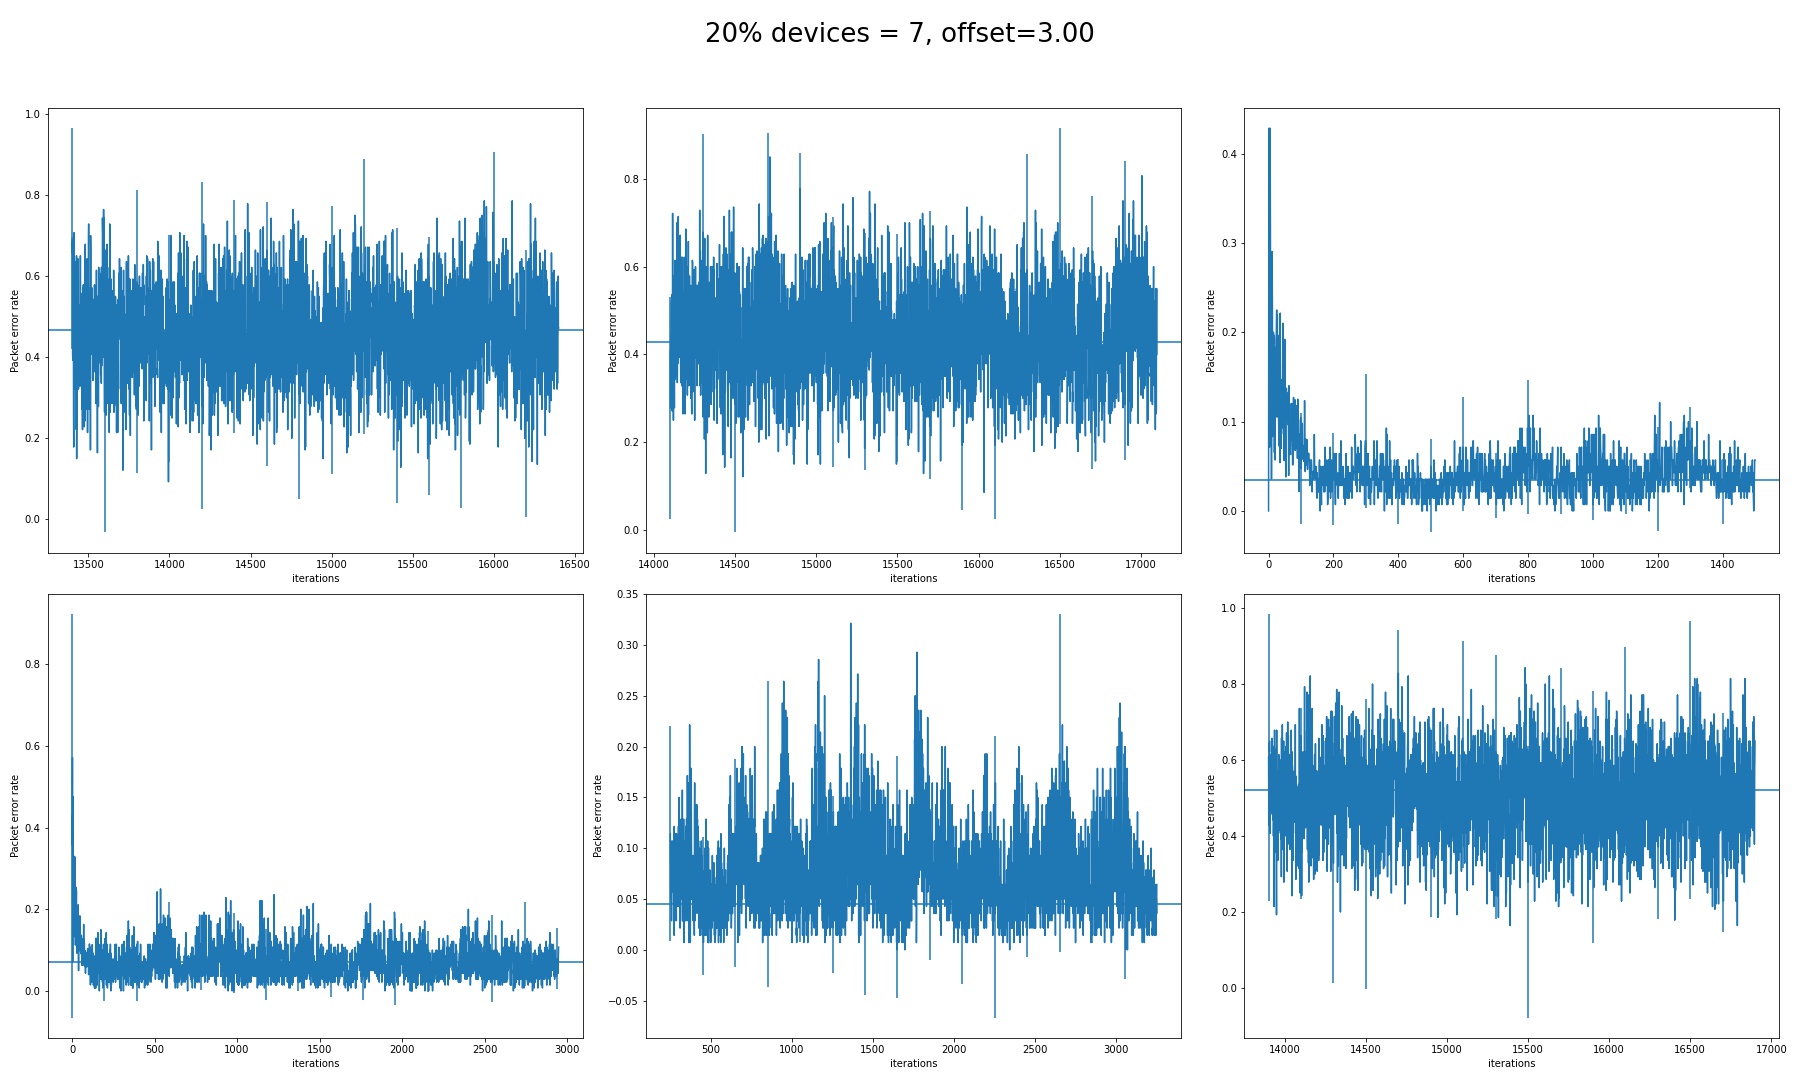 20% devices = 7, offset=3.00
1.0
0.8
0.6
0.4
0.2
0.0
Packet error rate
13500 14000 14500 15000 15500 16000 16500
iterations
0.8
0.6
0.4
0.2
0.0
Packet error rate
14000 14500 15000 15500 16000 16500 17000
iterations
0.4
0.3
0.2
0.1
0.0
Packet error rate
0 200 400 600 800 1000 1200 1400
iterations
0.8
0.6
0.4
0.2
0.0
Packet error rate
0 500 1000 1500 2000 2500 3000
iterations
0.35
0.30
0.25
0.20
0.15
0.10
0.05
0.00
−0.05
Packet error rate
500 1000 1500 2000 2500 3000
iterations
1.0
0.8
0.6
0.4
0.2
0.0
Packet error rate
14000 14500 15000 15500 16000 16500 17000
iterations